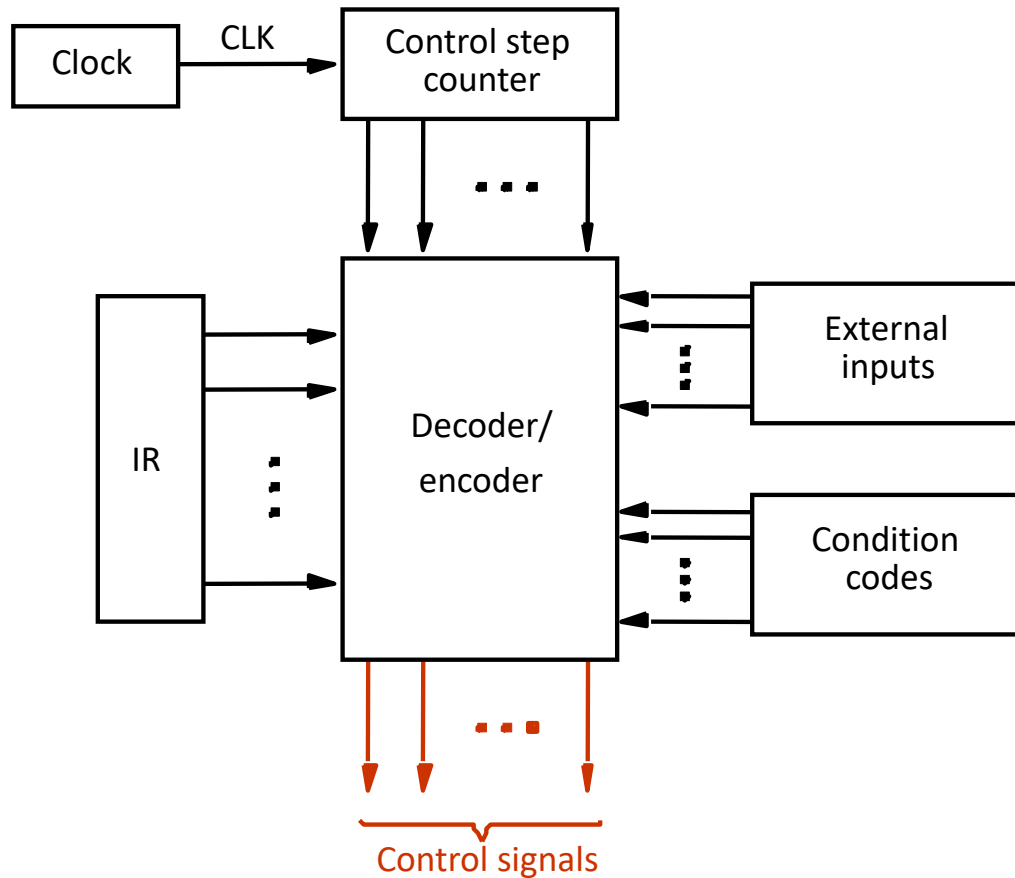 Clock
CLK
Control step
counter
IR
Decoder/
encoder
External
inputs
Condition
codes
Control signals